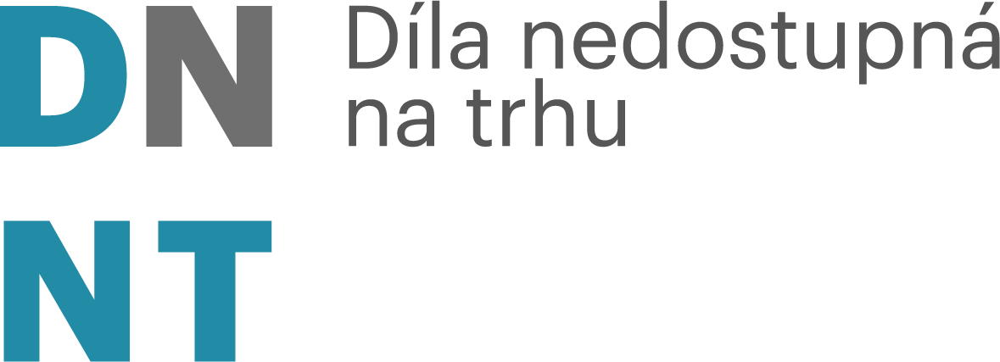 DN
NT
Díla nedostupná
na trhu